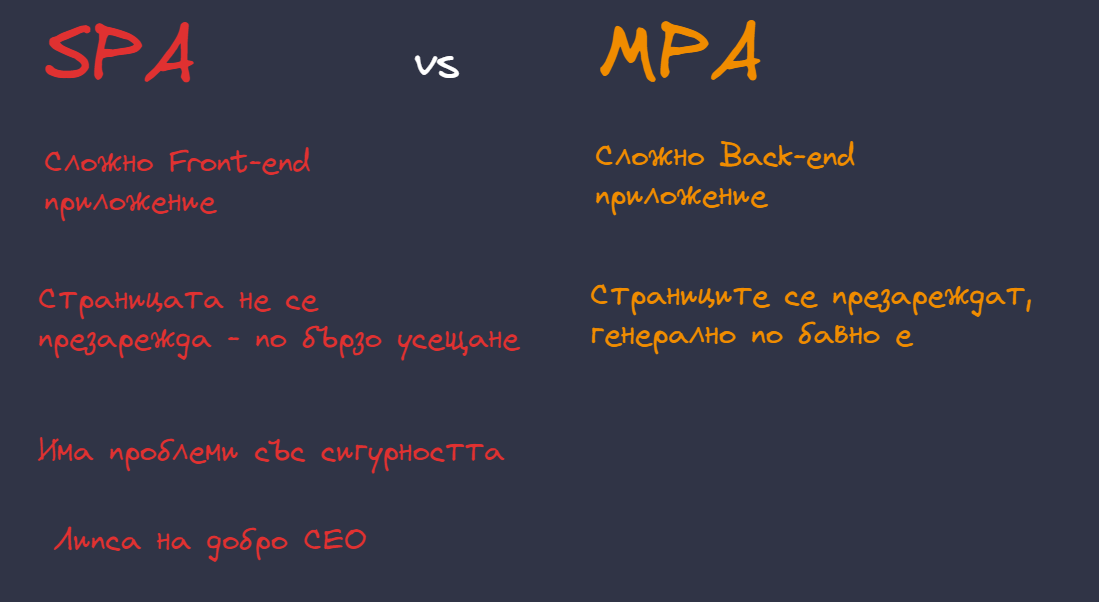 SPA
vs
MPA
Сложно Front-end
приложение
Сложно Back-end
приложение
Страницата не се
презарежда - по бързо усещане
Страниците се презареждат,
генерално по бавно е
Има проблеми със сигурността
Липса на добро СЕО